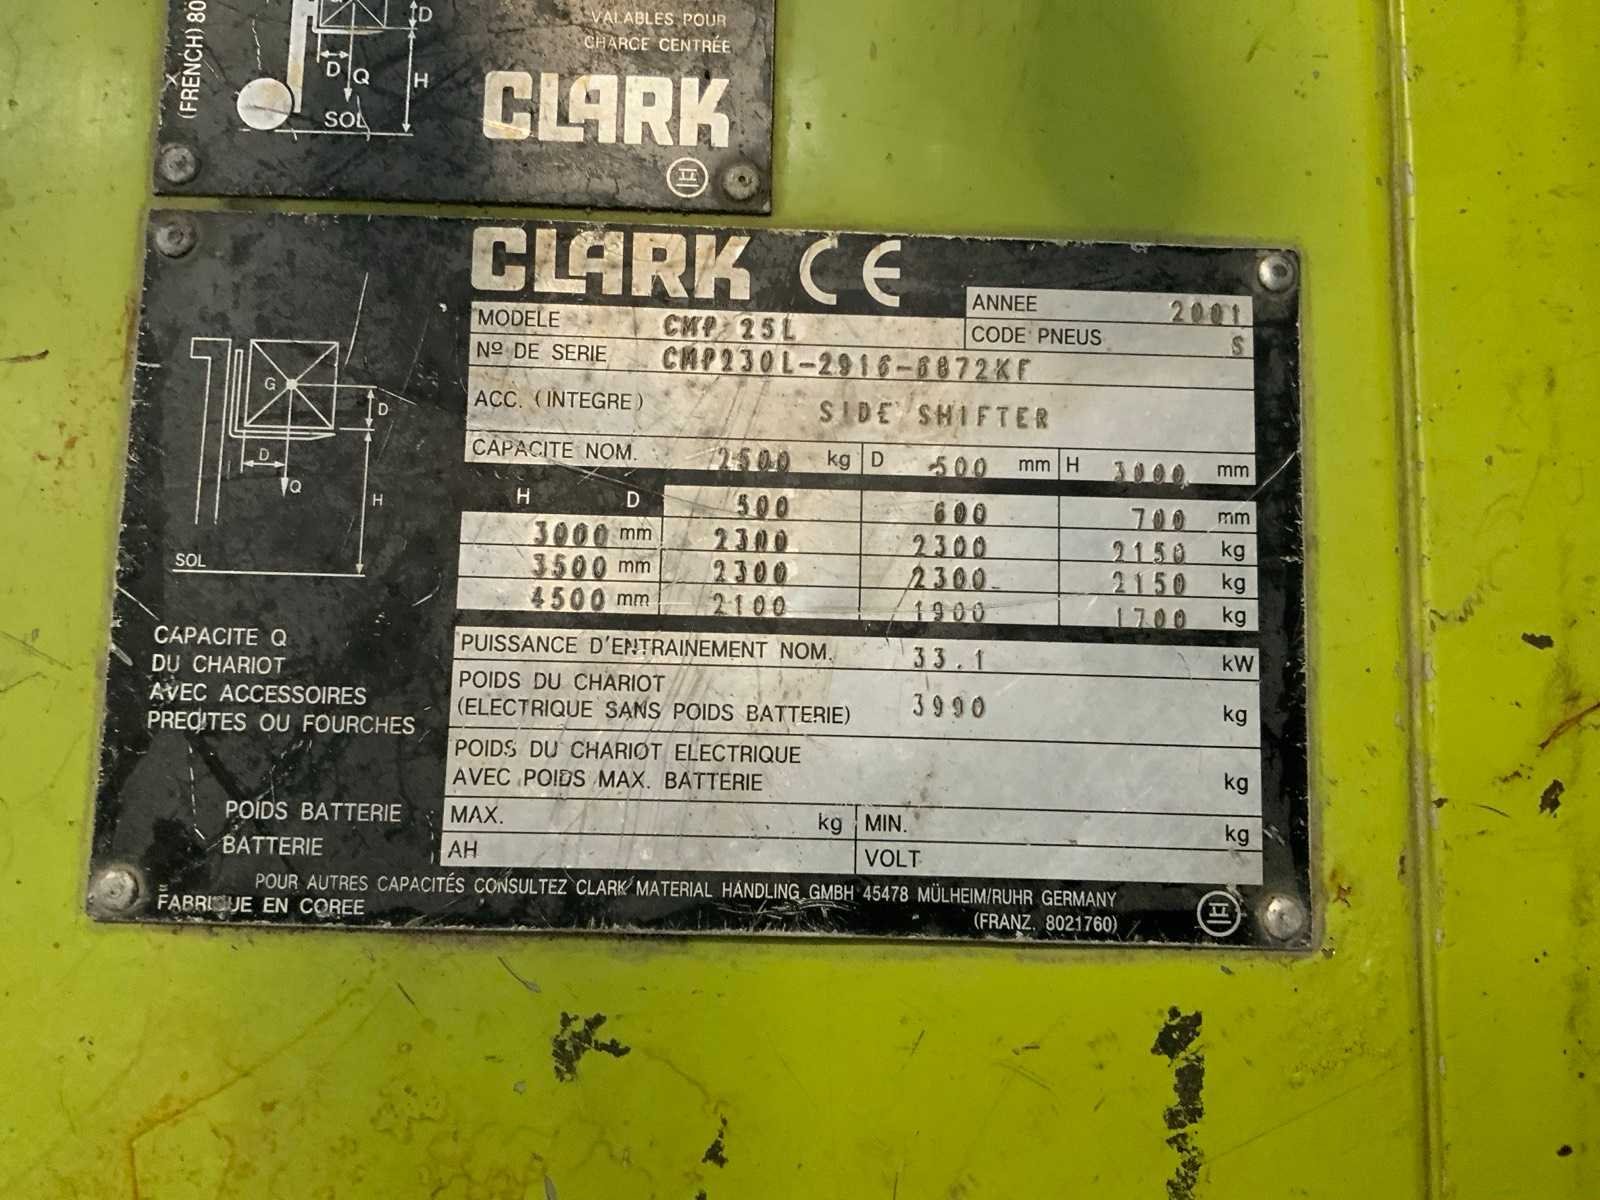 (FRENCH) 80
D
D
Q
H
SOL
VALABLES POUR
CHARGE CENTRÉE
CLARK
CLARK CE
ANNEE 2001
MODELE CMP 25L
CODE PNEUS S
Nº DE SERIE CMP230L-2916-6872KF
ACC. (INTEGRE) SIDE SHIFTER
CAPACITE NOM. 2500 kg D 500 mm H 3000 mm
H D 500 600 700 mm
3000 mm 2300 2300 2150 kg
3500 mm 2300 2300 2150 kg
4500 mm 2100 1900 1700 kg
G
D
D
Q
H
SOL
CAPACITE Q
DU CHARIOT
AVEC ACCESSOIRES
PRECITES OU FOURCHES
PUISSANCE D'ENTRAINEMENT NOM. 33.1 kW
POIDS DU CHARIOT
(ELECTRIQUE SANS POIDS BATTERIE) 3990 kg
POIDS DU CHARIOT ELECTRIQUE
AVEC POIDS MAX. BATTERIE kg
POIDS BATTERIE MAX. kg MIN. kg
BATTERIE AH VOLT
POUR AUTRES CAPACITÉS CONSULTEZ CLARK MATERIAL HANDLING GMBH 45478 MÜLHEIM/RUHR GERMANY
FABRIQUE EN COREE
(FRANZ. 8021760)